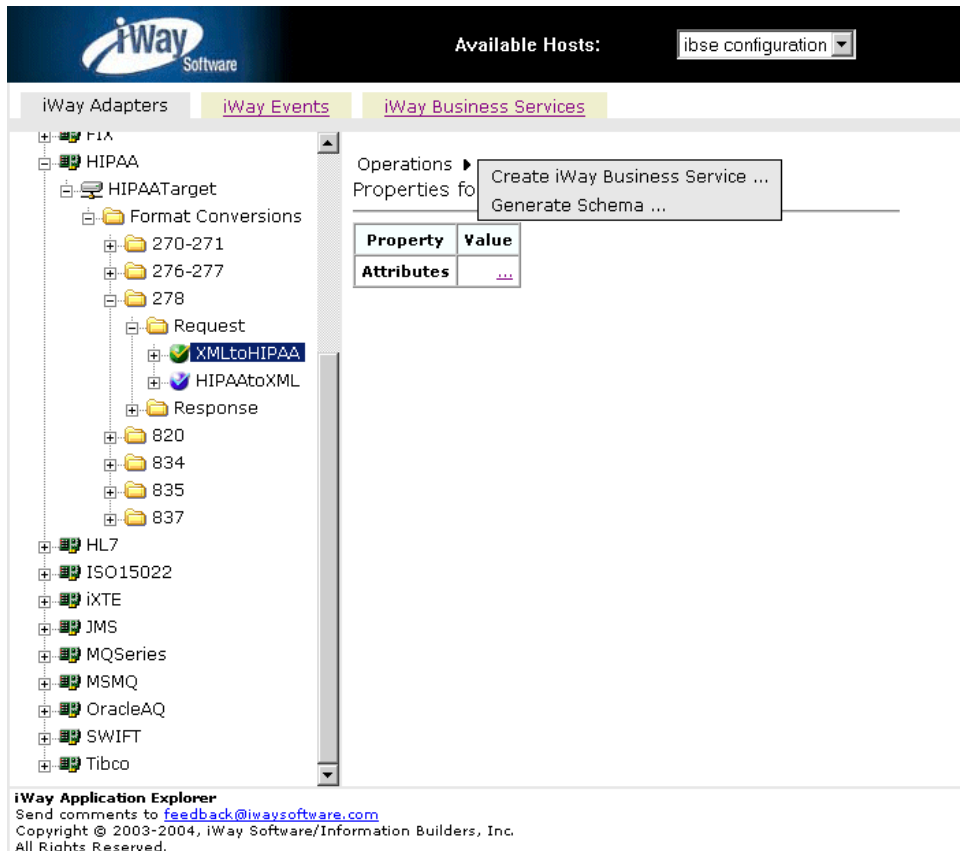 iWay
Software
Available Hosts:
ibse configuration
iWay Adapters
iWay Events
iWay Business Services
FIX
HIPAA
HIPAATarget
Format Conversions
270-271
276-277
278
Request
XMLtoHIPAA
HIPAAtoXML
Response
820
834
835
837
HL7
ISO15022
iXTE
JMS
MQSeries
MSMQ
OracleAQ
SWIFT
Tibco
Operations
Create iWay Business Service ...
Properties fo
Generate Schema ...
Property Value
Attributes ...
iWay Application Explorer
Send comments to feedback@iwaysoftware.com
Copyright © 2003-2004, iWay Software/Information Builders, Inc.
All Rights Reserved.